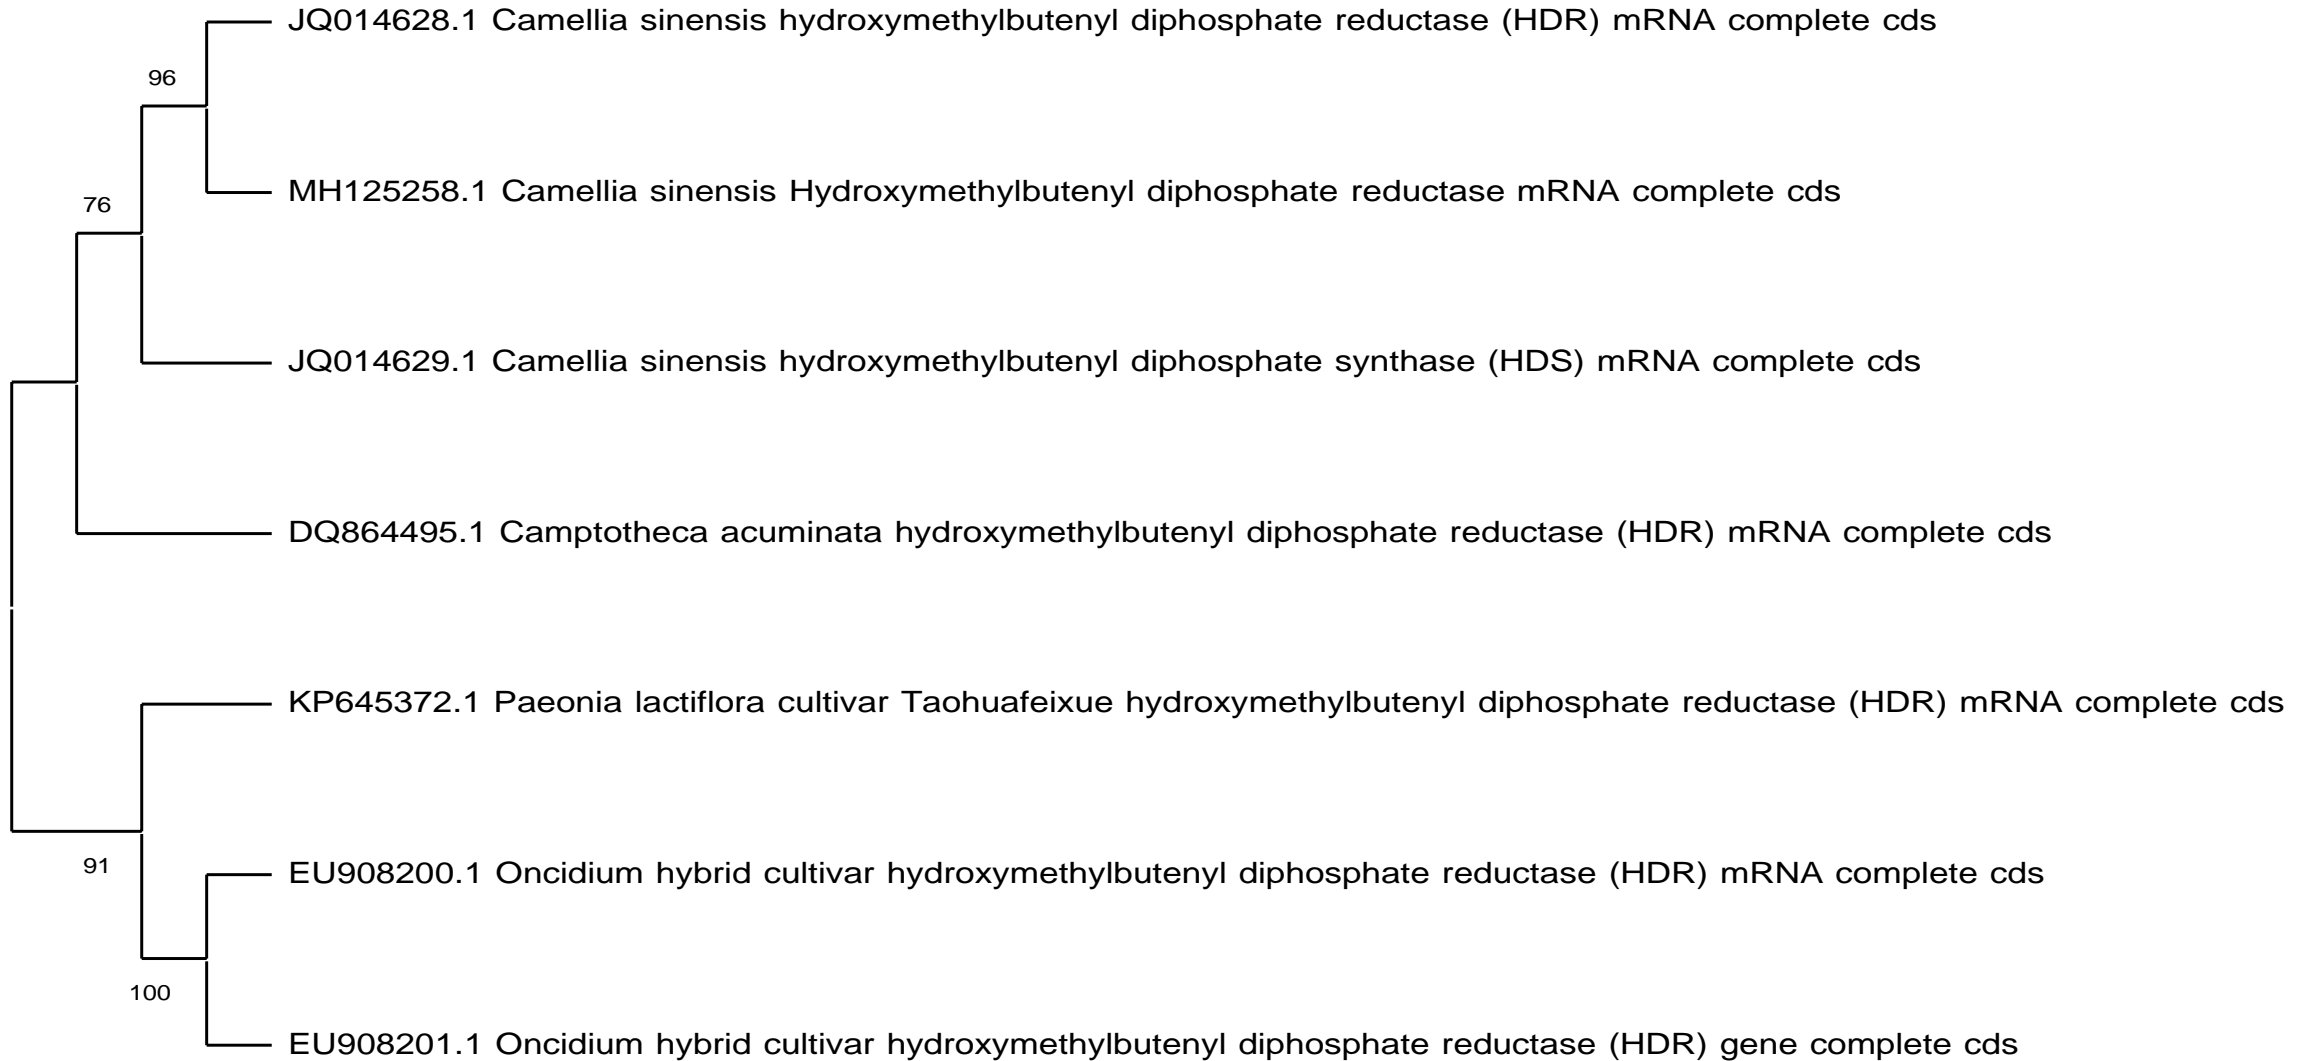 JQ014628.1 Camellia sinensis hydroxymethylbutenyl diphosphate reductase (HDR) mRNA complete cds
96
MH125258.1 Camellia sinensis Hydroxymethylbutenyl diphosphate reductase mRNA complete cds
76
JQ014629.1 Camellia sinensis hydroxymethylbutenyl diphosphate synthase (HDS) mRNA complete cds
DQ864495.1 Camptotheca acuminata hydroxymethylbutenyl diphosphate reductase (HDR) mRNA complete cds
KP645372.1 Paeonia lactiflora cultivar Taohuafeixue hydroxymethylbutenyl diphosphate reductase (HDR) mRNA complete cds
91
EU908200.1 Oncidium hybrid cultivar hydroxymethylbutenyl diphosphate reductase (HDR) mRNA complete cds
100
EU908201.1 Oncidium hybrid cultivar hydroxymethylbutenyl diphosphate reductase (HDR) gene complete cds